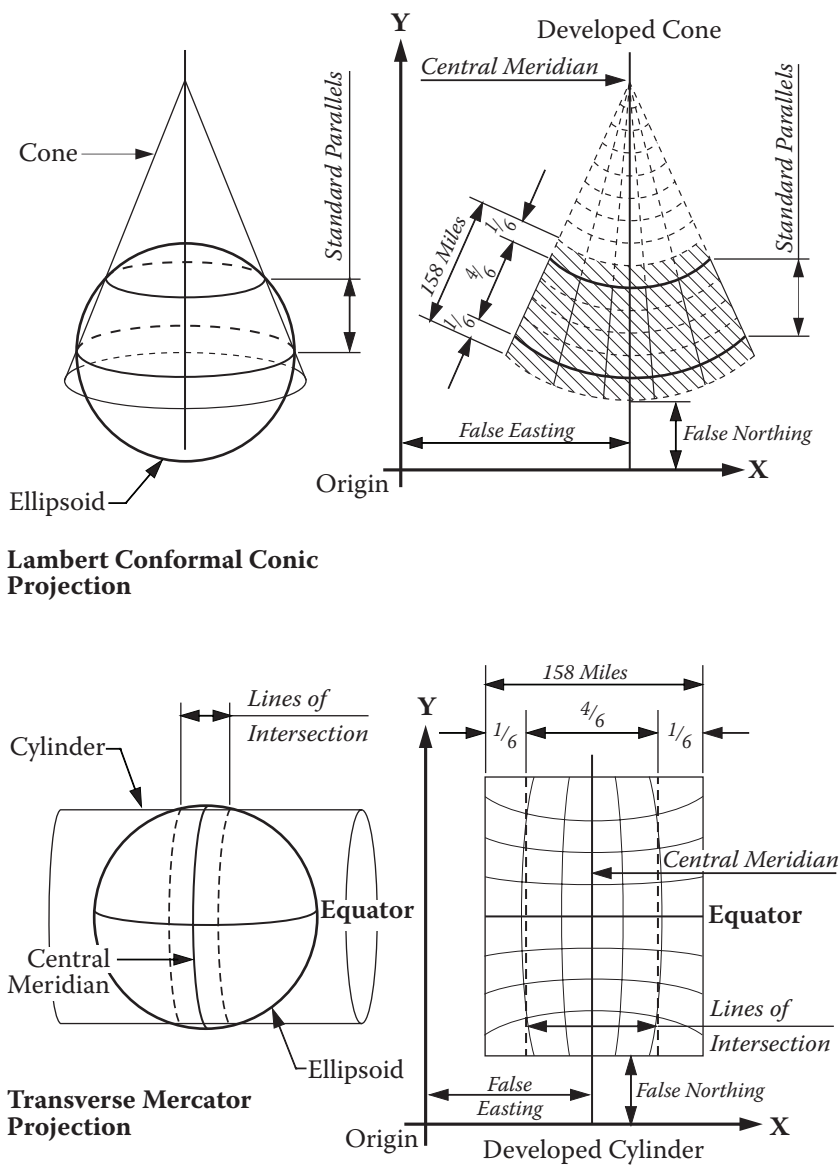 Y
Developed Cone
Central Meridian
Standard Parallels
Cone
Standard Parallels
158 Miles
1/6
4/6
1/6
False Easting
False Northing
Origin
X
Ellipsoid
Lambert Conformal Conic
Projection
158 Miles
Lines of
Intersection
Y
1/6
4/6
1/6
Cylinder
Central Meridian
Equator
Equator
Central
Meridian
Lines of
Intersection
Ellipsoid
False
Easting
False Northing
Transverse Mercator
Projection
Origin
X
Developed Cylinder